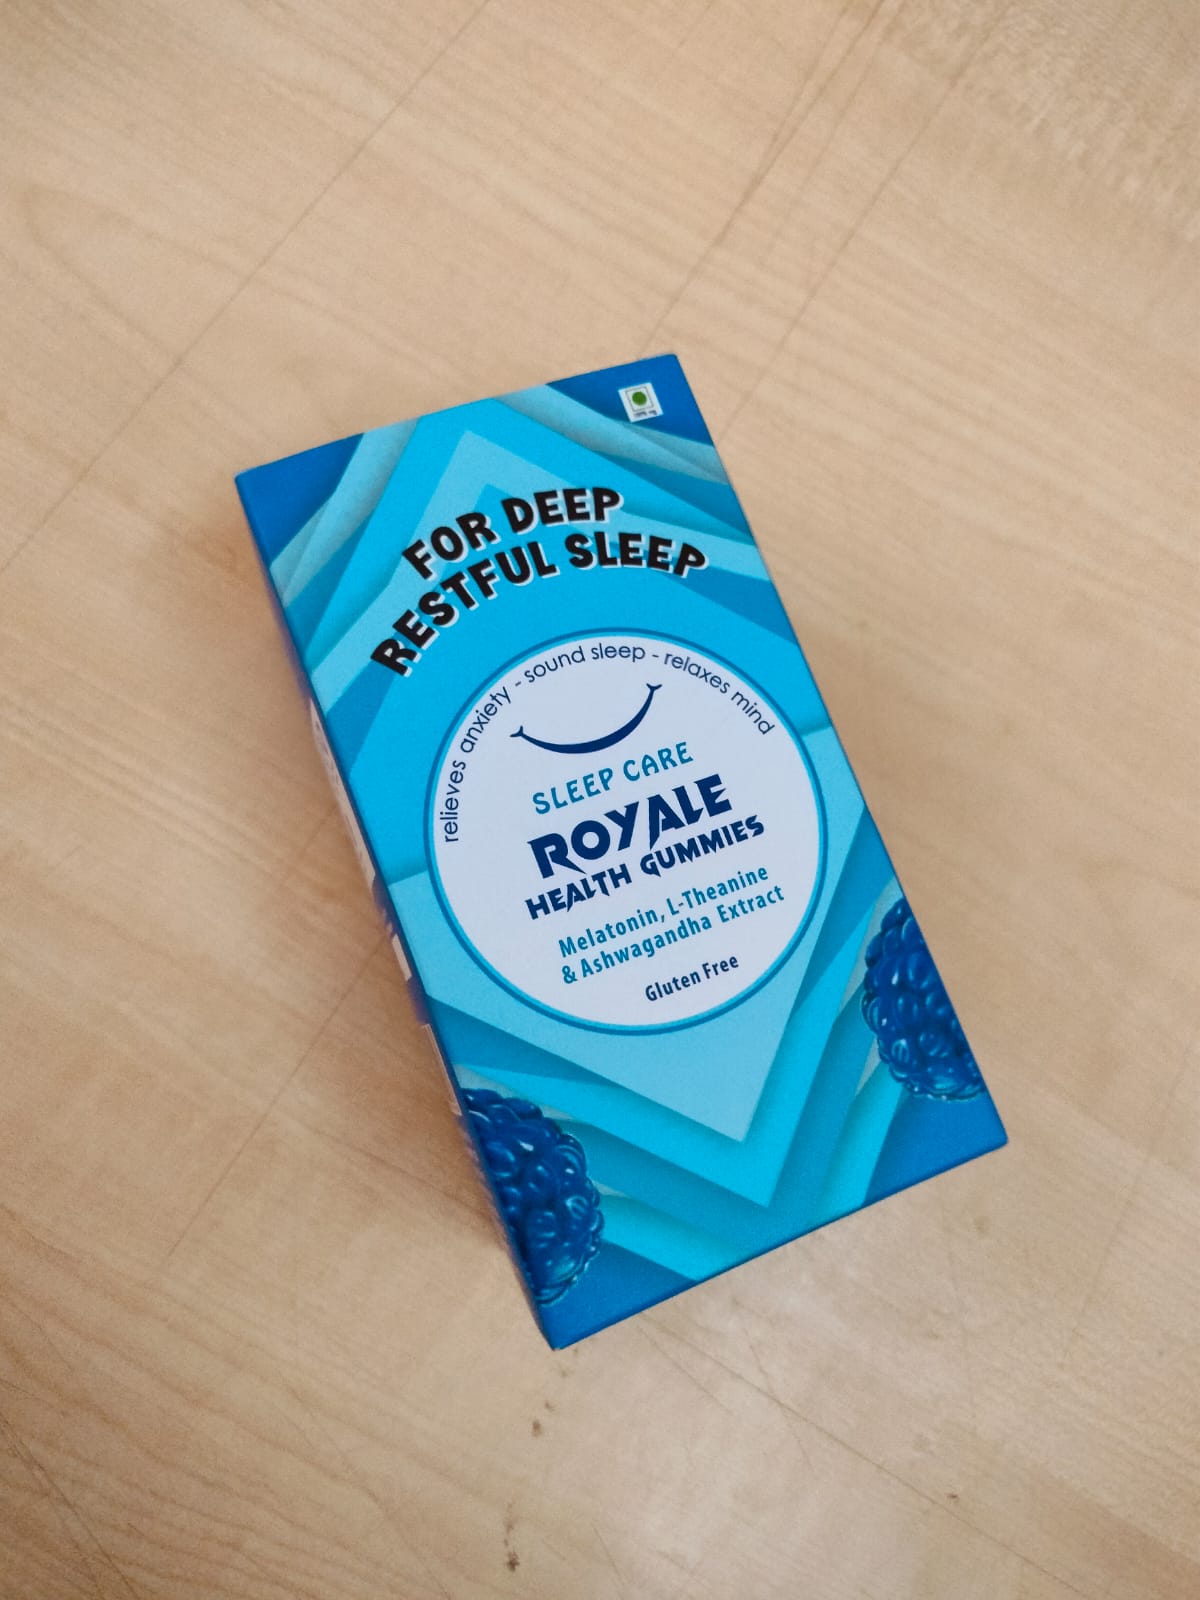 FOR DEEP
RESTFUL SLEEP
relieves anxiety - sound sleep - relaxes mind
SLEEP CARE
ROYALE
HEALTH GUMMIES
Melatonin, L-Theanine
& Ashwagandha Extract
Gluten Free